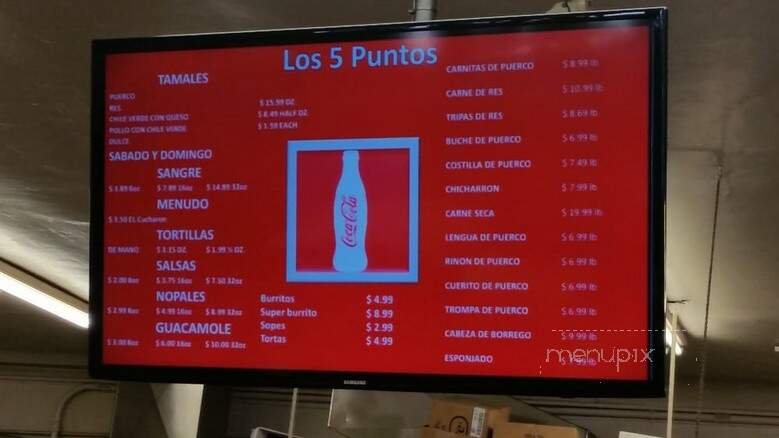 Los 5 Puntos
TAMALES
PUERCO
RES $ 15.99 DZ.
CHILE VERDE CON QUESO $ 8.49 HALF DZ.
POLLO CON CHILE VERDE $ 1.59 EACH
DULCE
SABADO Y DOMINGO
SANGRE
$ 3.89 8oz $ 7.89 16oz $ 14.89 32oz
MENUDO
$ 3.50 EL Cucharon
TORTILLAS
DE MANO $ 3.15 DZ. $ 1.99 ½ DZ.
SALSAS
$ 2.00 8oz $ 3.75 16oz $ 7.50 32oz
NOPALES
$ 2.99 8oz $ 4.99 16oz $ 8.99 32oz
GUACAMOLE
$ 3.00 8oz $ 6.00 16oz $ 10.00 32oz
Coca-Cola
Burritos $ 4.99
Super burrito $ 8.99
Sopes $ 2.99
Tortas $ 4.99
CARNITAS DE PUERCO $ 8.99 lb
CARNE DE RES $ 10.99 lb
TRIPAS DE RES $ 8.69 lb
BUCHE DE PUERCO $ 6.99 lb
COSTILLA DE PUERCO $ 7.49 lb
CHICHARRON $ 7.99 lb
CARNE SECA $ 19.99 lb
LENGUA DE PUERCO $ 6.99 lb
RINON DE PUERCO $ 6.99 lb
CUERITO DE PUERCO $ 6.99 lb
TROMPA DE PUERCO $ 6.99 lb
CABEZA DE BORREGO $ 9.99 lb
ESPONJADO $ 7.99 lb
menupix
SAMSUNG